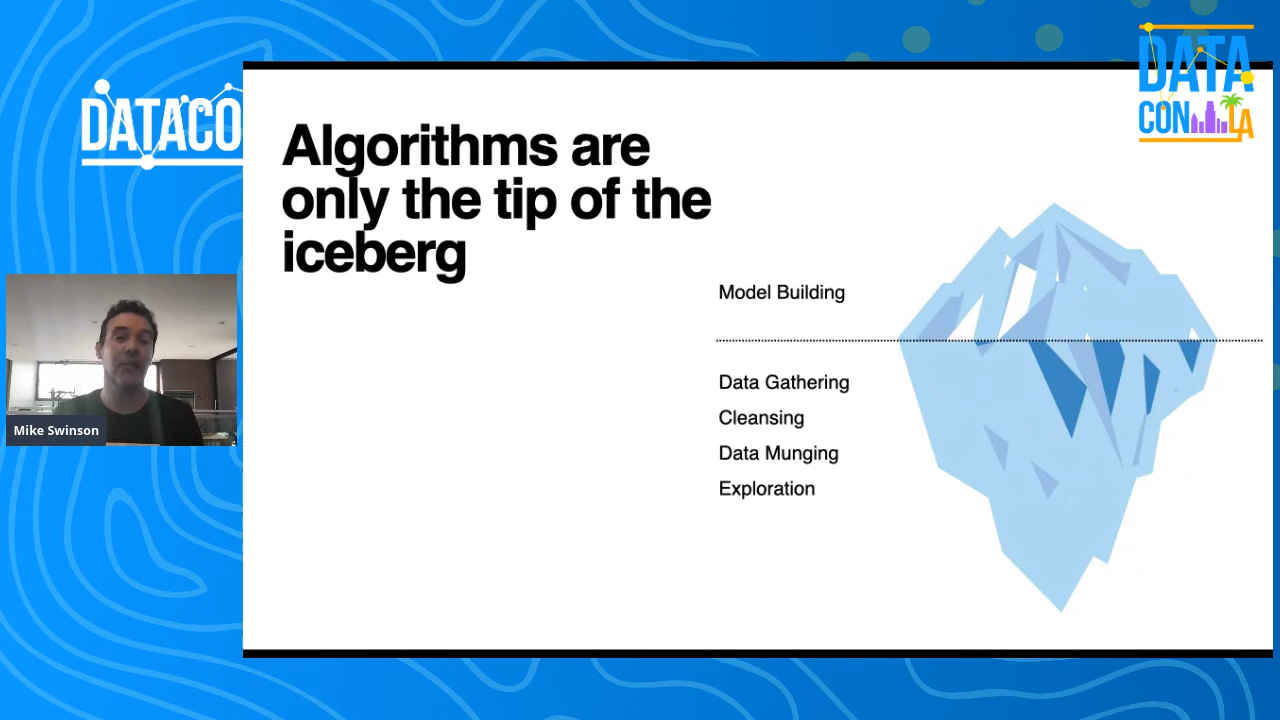 DATACO
DATA
CON LA
Algorithms are
only the tip of the
iceberg
Model Building
Data Gathering
Cleansing
Data Munging
Exploration
Mike Swinson